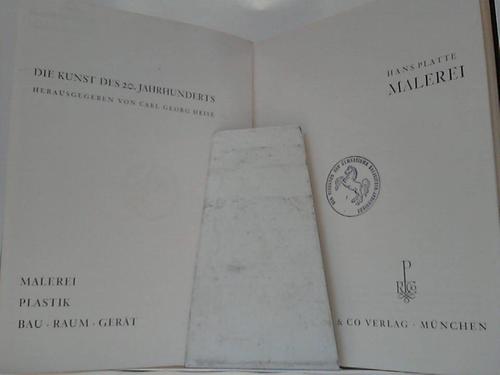 DIE KUNST DES 20. JAHRHUNDERTS
HERAUSGEGEBEN VON CARL GEORG HEISE
MALEREI
PLASTIK
BAU · RAUM · GERÄT
HANS PLATTE
MALEREI
& CO VERLAG · MÜNCHEN